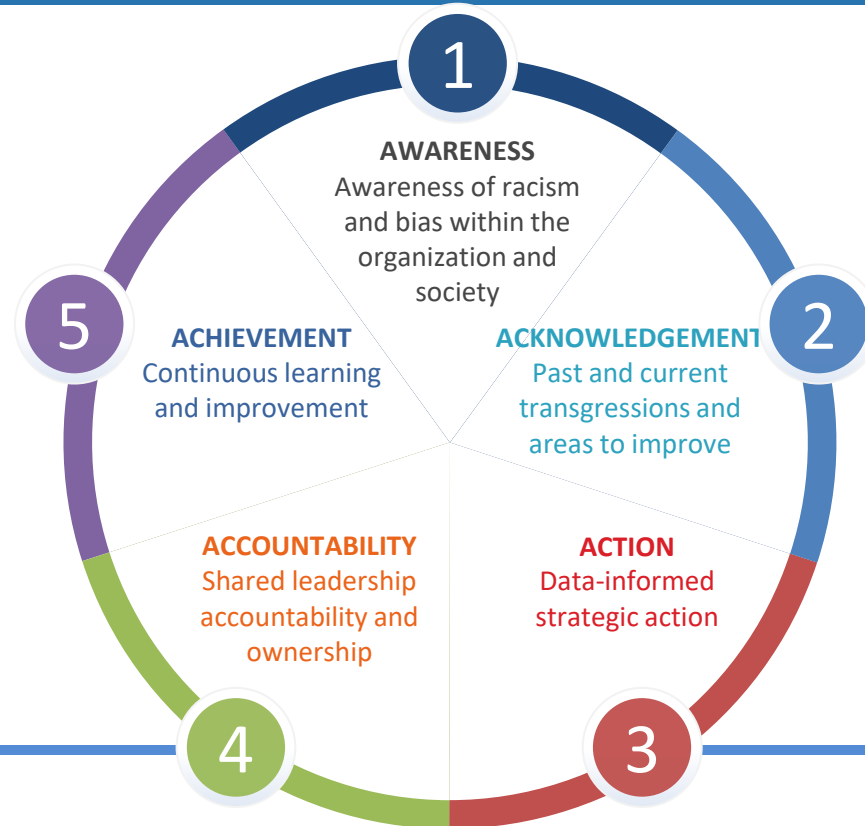 1
AWARENESS
Awareness of racism
and bias within the
organization and
society
2
ACKNOWLEDGEMENT
Past and current
transgressions and
areas to improve
3
ACTION
Data-informed
strategic action
4
ACCOUNTABILITY
Shared leadership
accountability and
ownership
5
ACHIEVEMENT
Continuous learning
and improvement